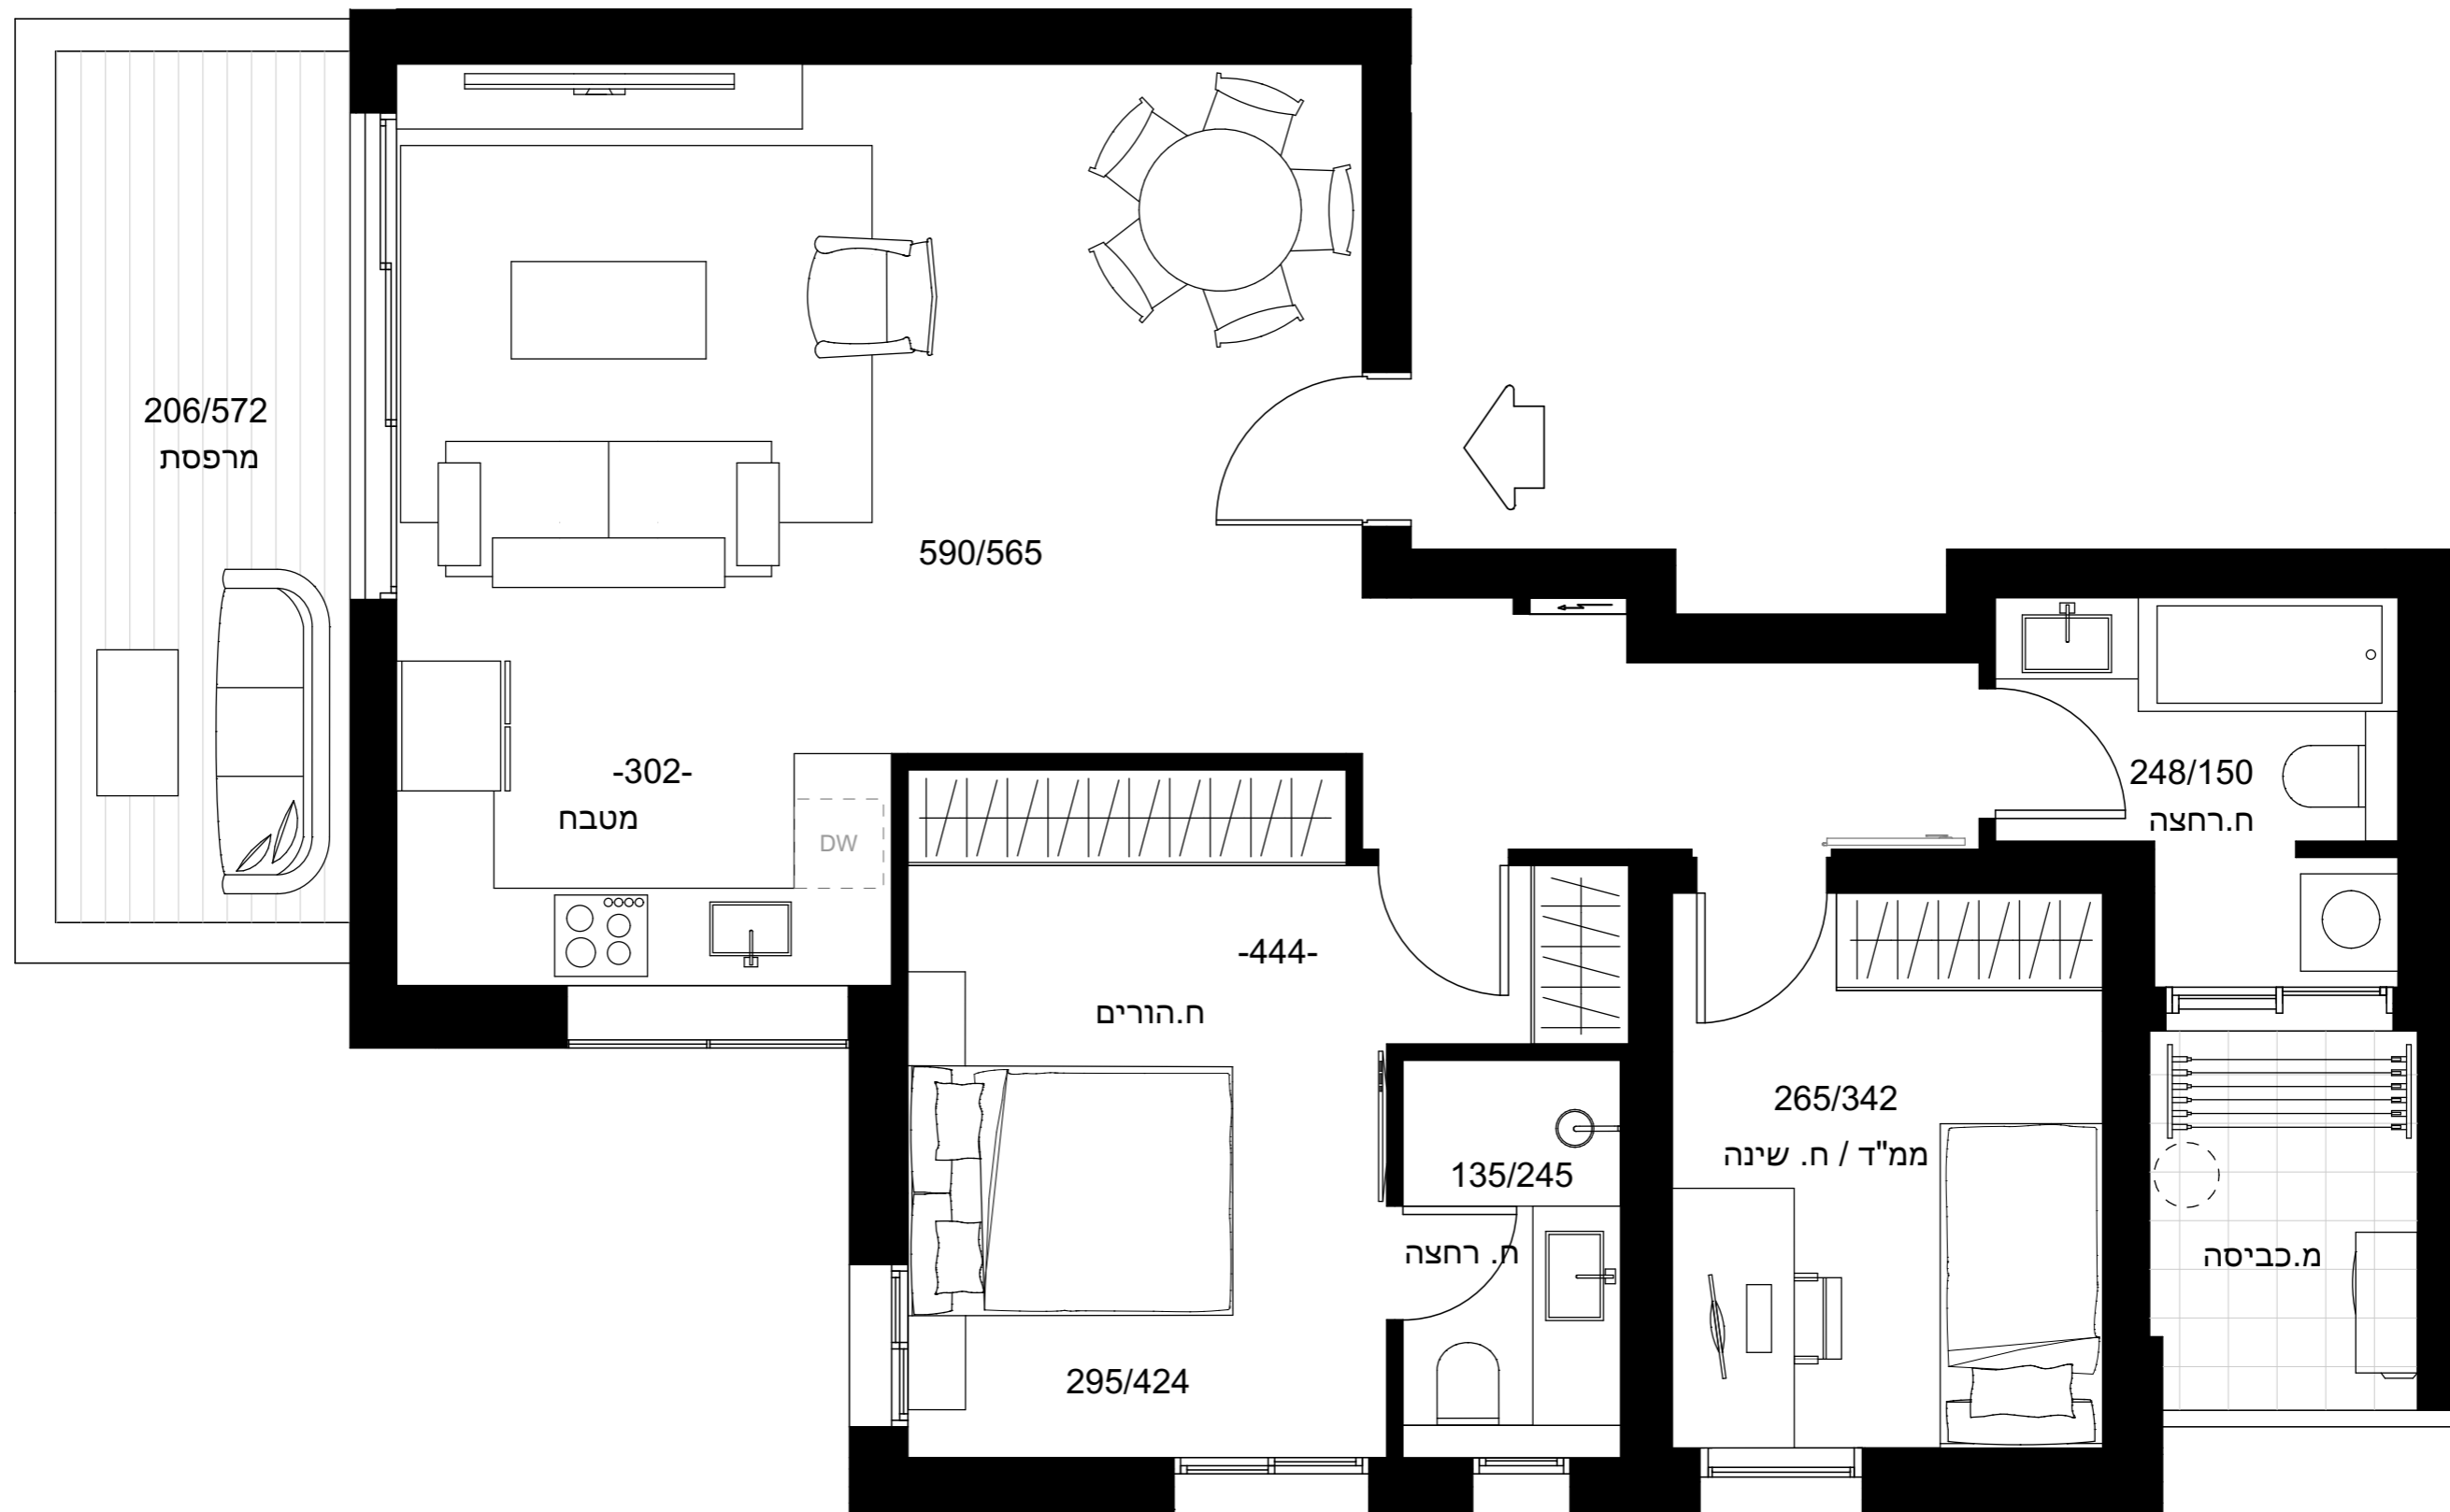 206/572
מרפסת
590/565
-302-
מטבח
DW
248/150
ח.רחצה
-444-
ח.הורים
265/342
ממ"ד / ח. שינה
135/245
ח. רחצה
מ.כביסה
295/424